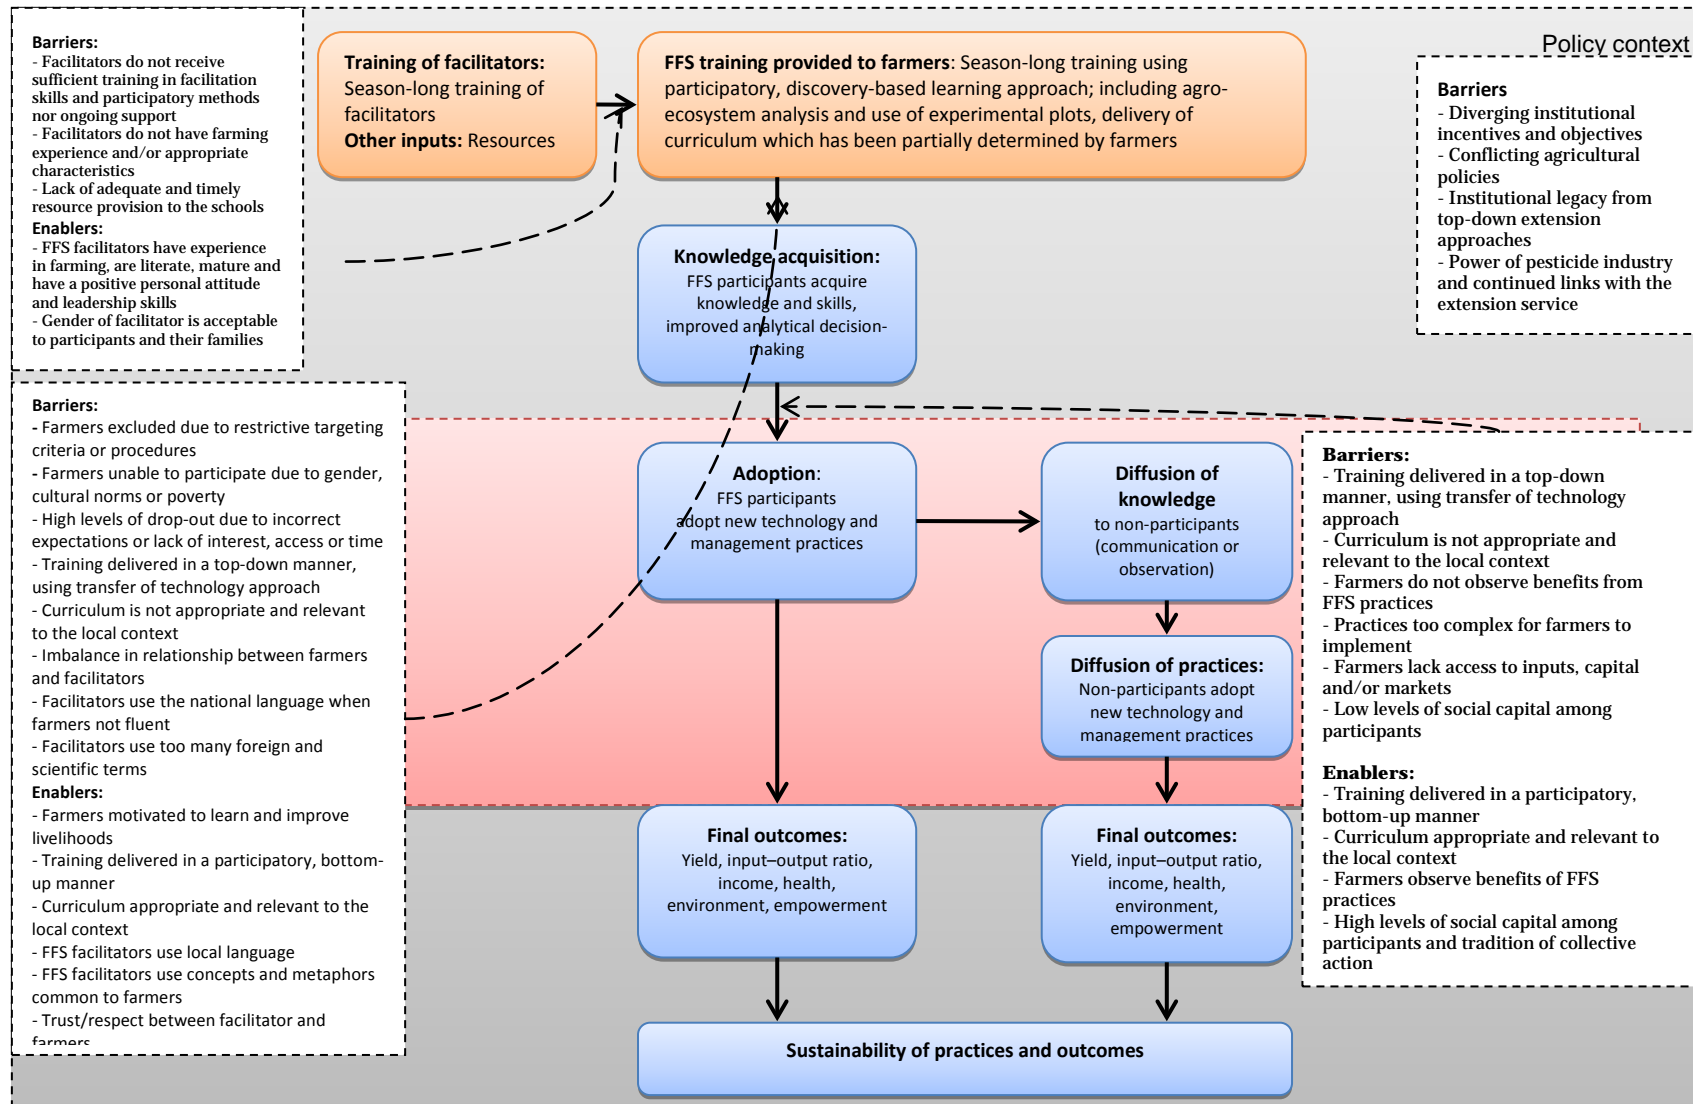 Policy context
Barriers:
- Facilitators do not receive
sufficient training in facilitation
skills and participatory methods
nor ongoing support
- Facilitators do not have farming
experience and/or appropriate
characteristics
- Lack of adequate and timely
resource provision to the schools
Enablers:
- FFS facilitators have experience
in farming, are literate, mature and
have a positive personal attitude
and leadership skills
- Gender of facilitator is acceptable
to participants and their families
Training of facilitators:
Season-long training of
facilitators
Other inputs: Resources
FFS training provided to farmers: Season-long training using
participatory, discovery-based learning approach; including agro-
ecosystem analysis and use of experimental plots, delivery of
curriculum which has been partially determined by farmers
Barriers
- Diverging institutional
incentives and objectives
- Conflicting agricultural
policies
- Institutional legacy from
top-down extension
approaches
- Power of pesticide industry
and continued links with the
extension service
Knowledge acquisition:
FFS participants acquire
knowledge and skills,
improved analytical decision-
making
Barriers:
- Farmers excluded due to restrictive targeting
criteria or procedures
- Farmers unable to participate due to gender,
cultural norms or poverty
- High levels of drop-out due to incorrect
expectations or lack of interest, access or time
- Training delivered in a top-down manner,
using transfer of technology approach
- Curriculum is not appropriate and relevant
to the local context
- Imbalance in relationship between farmers
and facilitators
- Facilitators use the national language when
farmers not fluent
- Facilitators use too many foreign and
scientific terms
Enablers:
- Farmers motivated to learn and improve
livelihoods
- Training delivered in a participatory, bottom-
up manner
- Curriculum appropriate and relevant to the
local context
- FFS facilitators use local language
- FFS facilitators use concepts and metaphors
common to farmers
- Trust/respect between facilitator and
farmers
Adoption:
FFS participants
adopt new technology and
management practices
Diffusion of
knowledge
to non-participants
(communication or
observation)
Diffusion of practices:
Non-participants adopt
new technology and
management practices
Barriers:
- Training delivered in a top-down
manner, using transfer of technology
approach
- Curriculum is not appropriate and
relevant to the local context
- Farmers do not observe benefits from
FFS practices
- Practices too complex for farmers to
implement
- Farmers lack access to inputs, capital
and/or markets
- Low levels of social capital among
participants
Enablers:
- Training delivered in a participatory,
bottom-up manner
- Curriculum appropriate and relevant to
the local context
- Farmers observe benefits of FFS
practices
- High levels of social capital among
participants and tradition of collective
action
Final outcomes:
Yield, input–output ratio,
income, health,
environment, empowerment
Final outcomes:
Yield, input–output ratio,
income, health,
environment,
empowerment
Sustainability of practices and outcomes